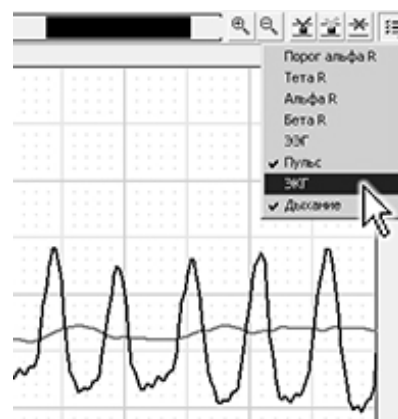 Порог альфа R
Тета R
Альфа R
Бета R
ЭЭГ
Пульс
ЭКГ
Дыхание